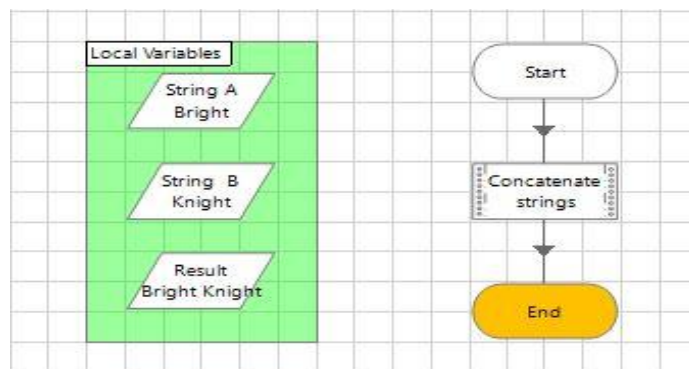 Local Variables
String A
Bright
String B
Knight
Result
Bright Knight
Start
Concatenate
strings
End